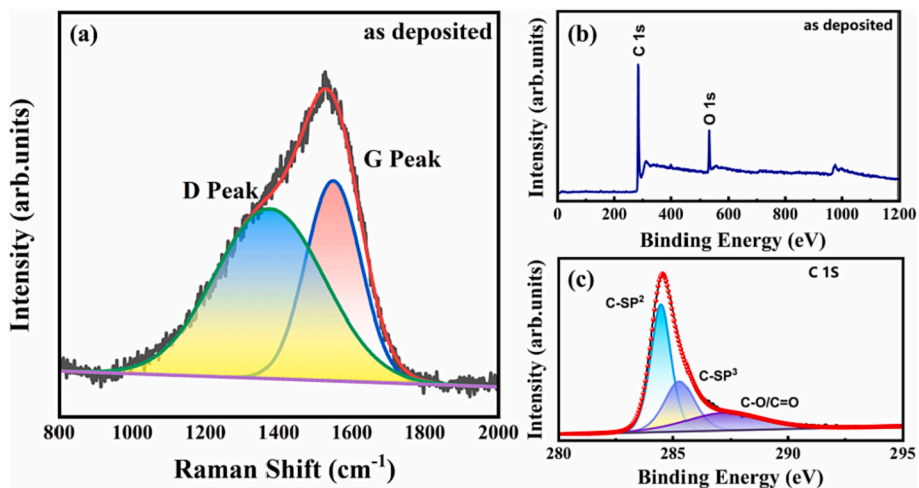 (a)
as deposited
D Peak
G Peak
Intensity (arb.units)
800 1000 1200 1400 1600 1800 2000
Raman Shift (cm⁻¹)
(b)
as deposited
C 1s
O 1s
Intensity (arb.units)
0 200 400 600 800 1000 1200
Binding Energy (eV)
(c)
C 1S
C-SP²
C-SP³
C-O/C=O
Intensity (arb.units)
280 285 290 295
Binding Energy (eV)